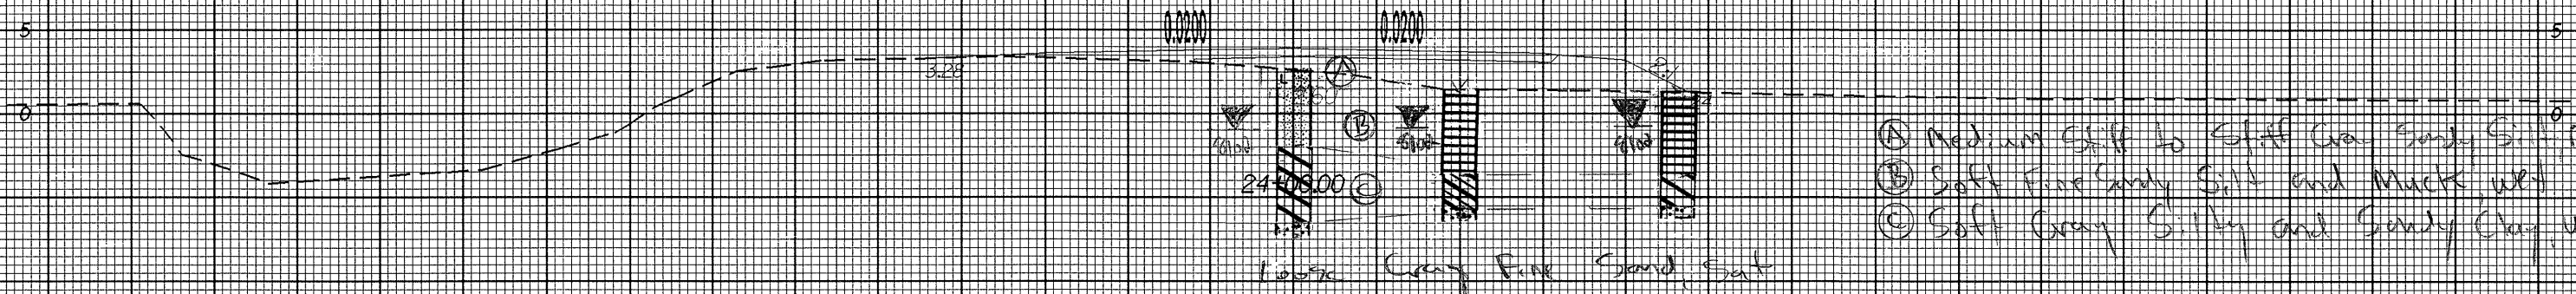 5 0.0200 0.0200 5
3.28
A
0 B 0
24+00.00 C
A Medium Stiff to Stiff Gray Sandy Silt,
B Soft Fine Sandy Silt and Muck, wet
C Soft Gray Silty and Sandy Clay,
Loose Gray Fine Sand, Sat